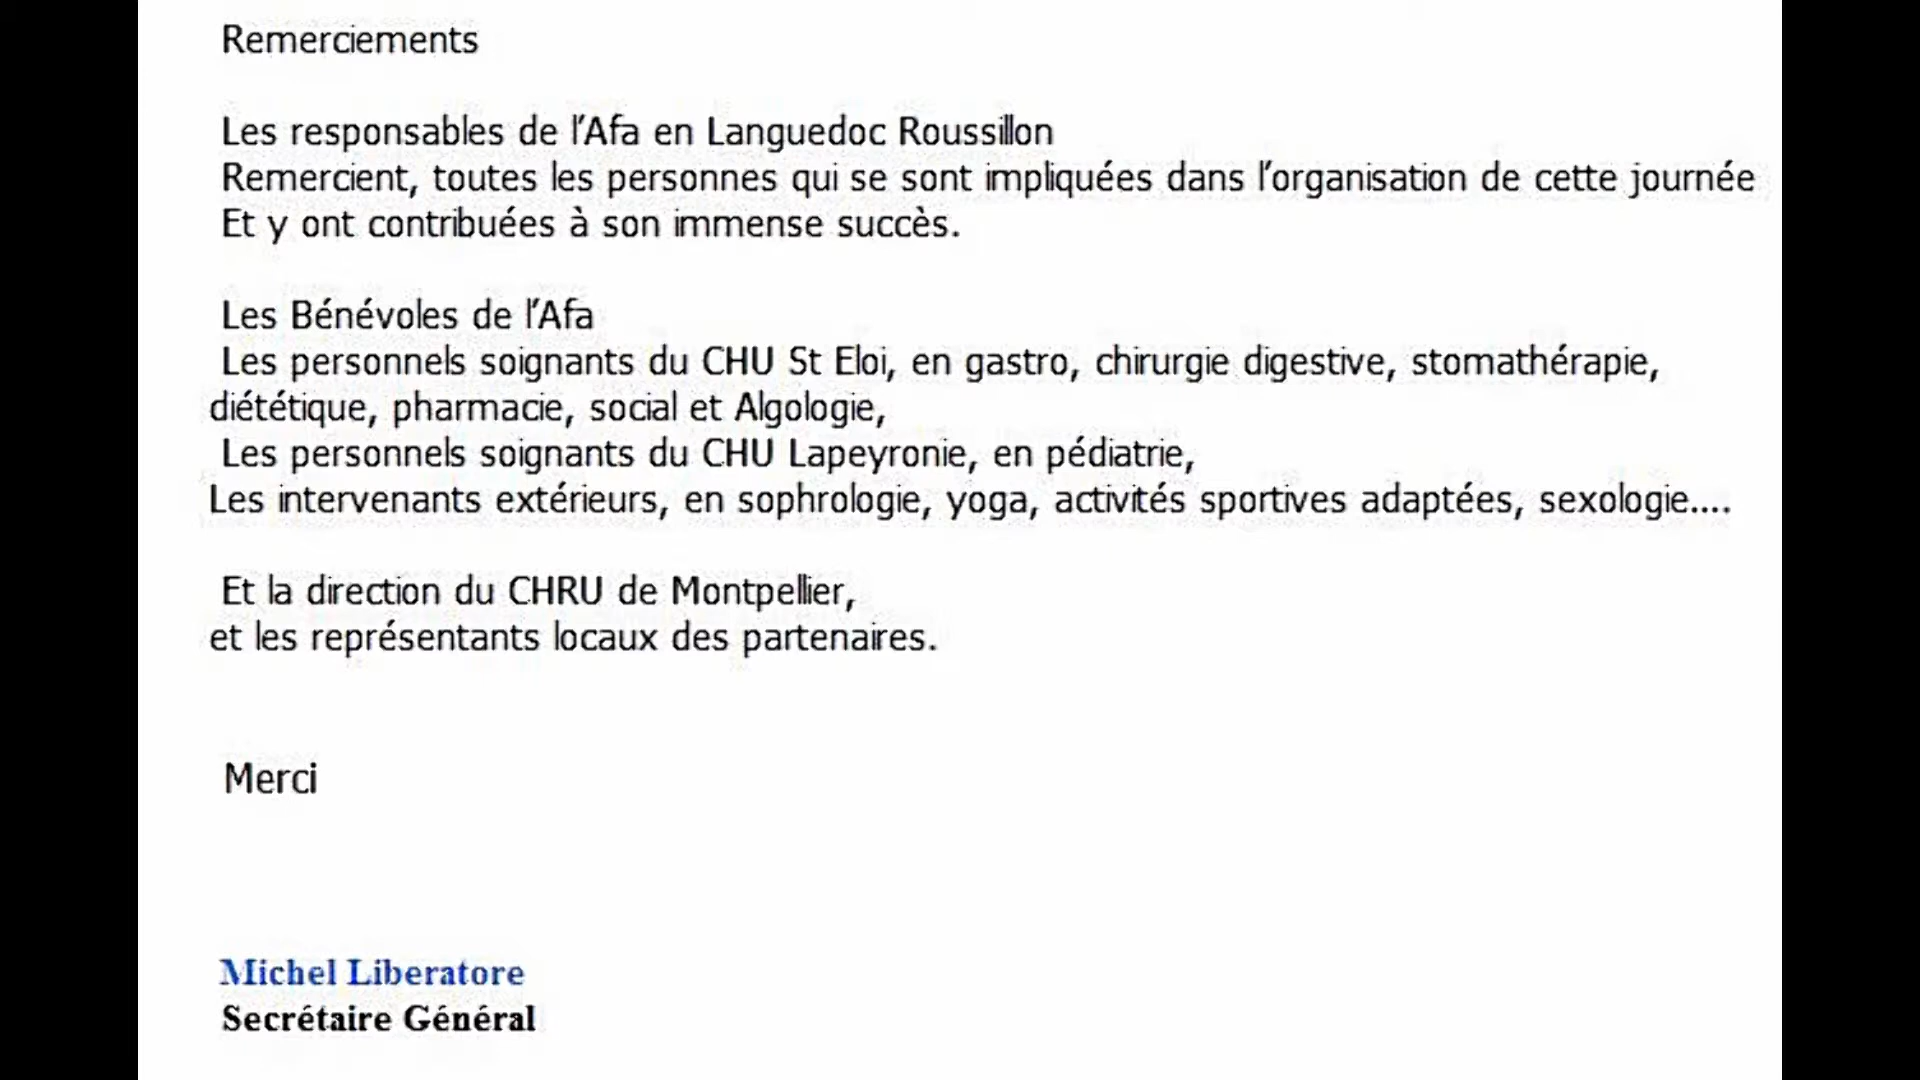 Remerciements
Les responsables de l'Afa en Languedoc Roussillon
Remercient, toutes les personnes qui se sont impliquées dans l'organisation de cette journée
Et y ont contribuées à son immense succès.
Les Bénévoles de l'Afa
Les personnels soignants du CHU St Eloi, en gastro, chirurgie digestive, stomathérapie,
diététique, pharmacie, social et Algologie,
Les personnels soignants du CHU Lapeyronie, en pédiatrie,
Les intervenants extérieurs, en sophrologie, yoga, activités sportives adaptées, sexologie....
Et la direction du CHRU de Montpellier,
et les représentants locaux des partenaires.
Merci
Michel Liberatore
Secrétaire Général